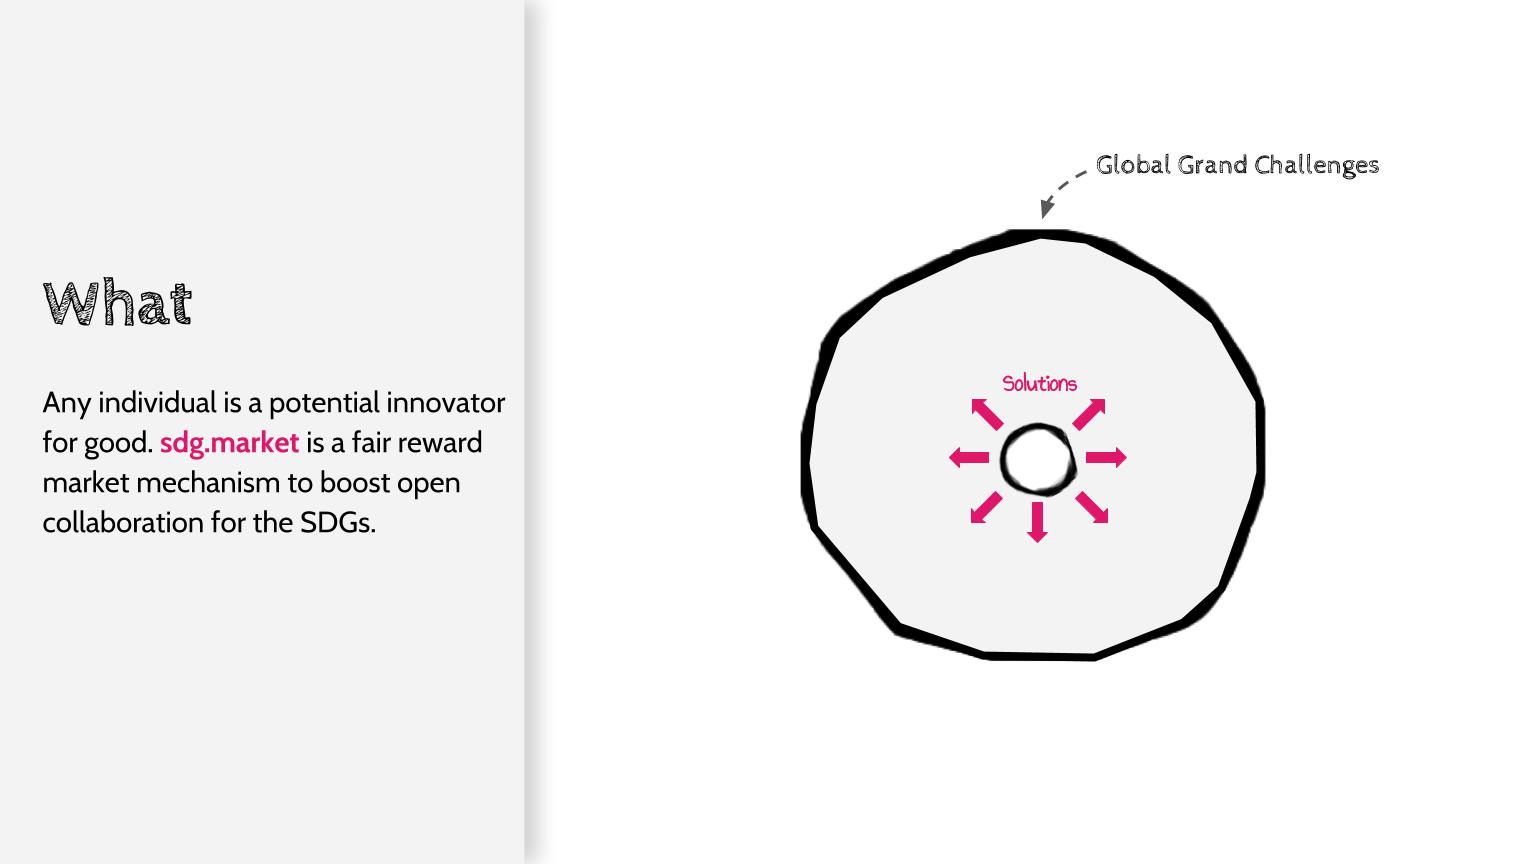 What
Any individual is a potential innovator
for good. sdg.market is a fair reward
market mechanism to boost open
collaboration for the SDGs.
Global Grand Challenges
Solutions